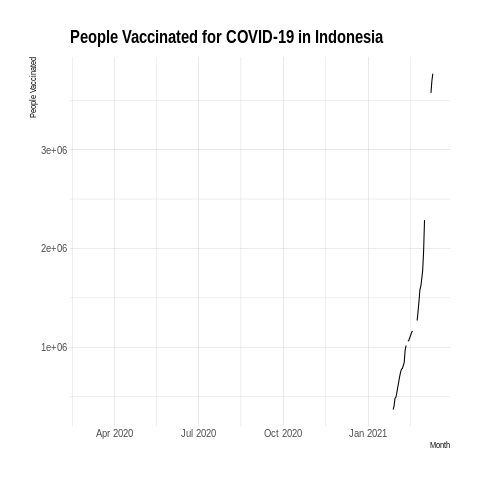 People Vaccinated for COVID-19 in Indonesia
People Vaccinated
3e+06
2e+06
1e+06
Apr 2020 Jul 2020 Oct 2020 Jan 2021
Month